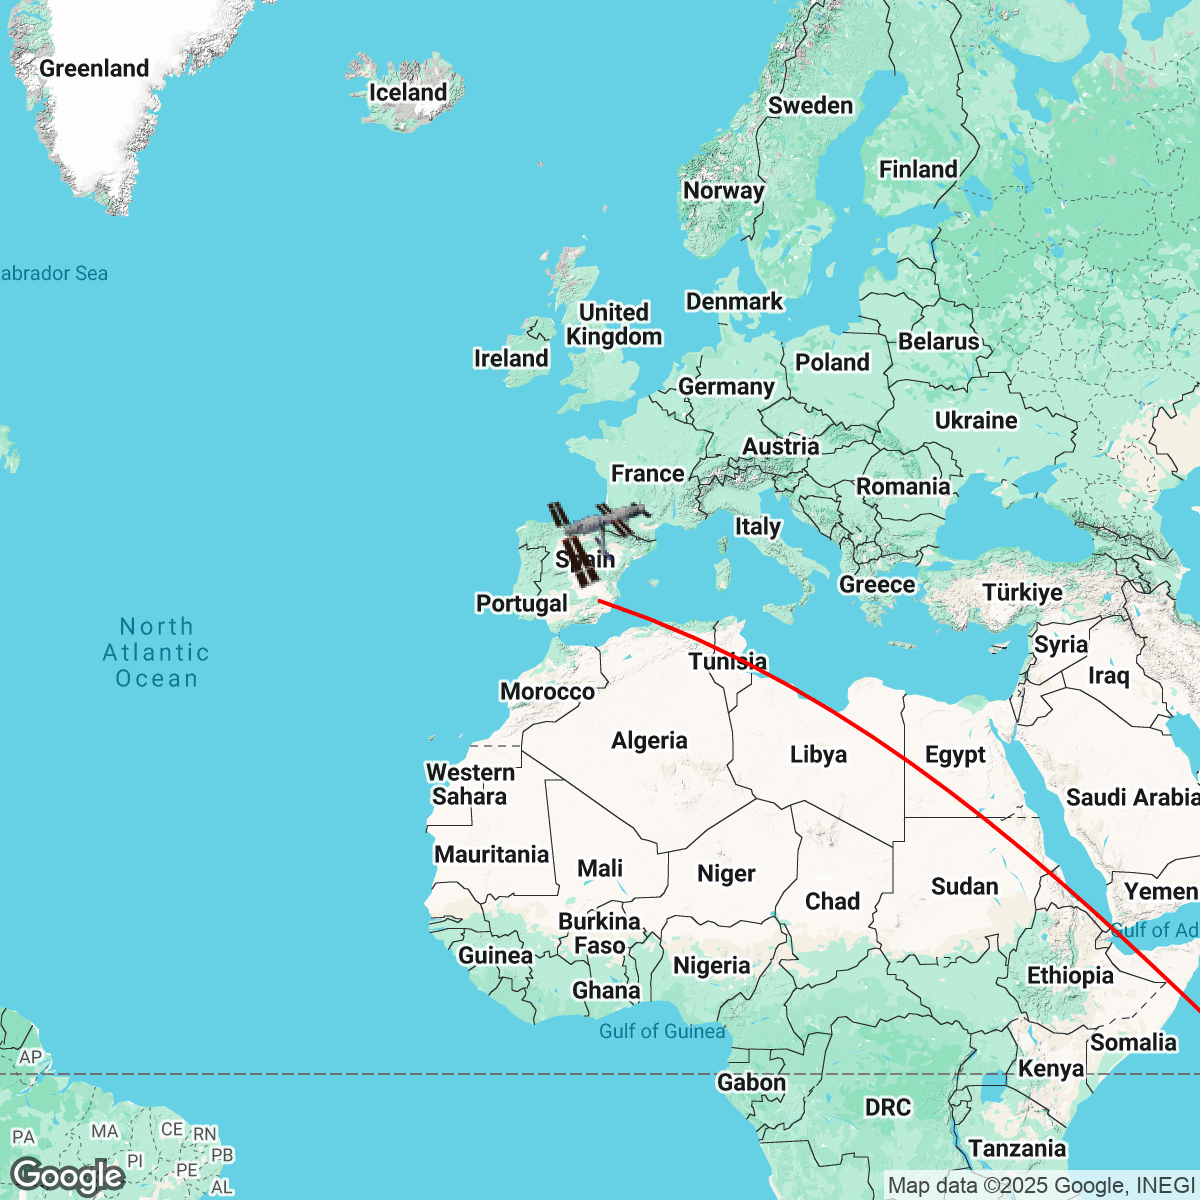 Greenland
Iceland
Sweden
Finland
Norway
abrador Sea
Denmark
United
Kingdom
Ireland
Belarus
Poland
Germany
Ukraine
Austria
France
Romania
Italy
Spain
Greece
Türkiye
Portugal
North
Atlantic
Ocean
Syria
Iraq
Tunisia
Morocco
Algeria
Libya
Egypt
Western
Sahara
Saudi Arabia
Mauritania
Mali
Niger
Chad
Sudan
Yemen
Burkina
Faso
Gulf of Ad
Guinea
Nigeria
Ethiopia
Ghana
Gulf of Guinea
Somalia
AP
Kenya
Gabon
DRC
PA
MA
CE
RN
PB
PI
PE
AL
Tanzania
Google
Map data ©2025 Google, INEGI